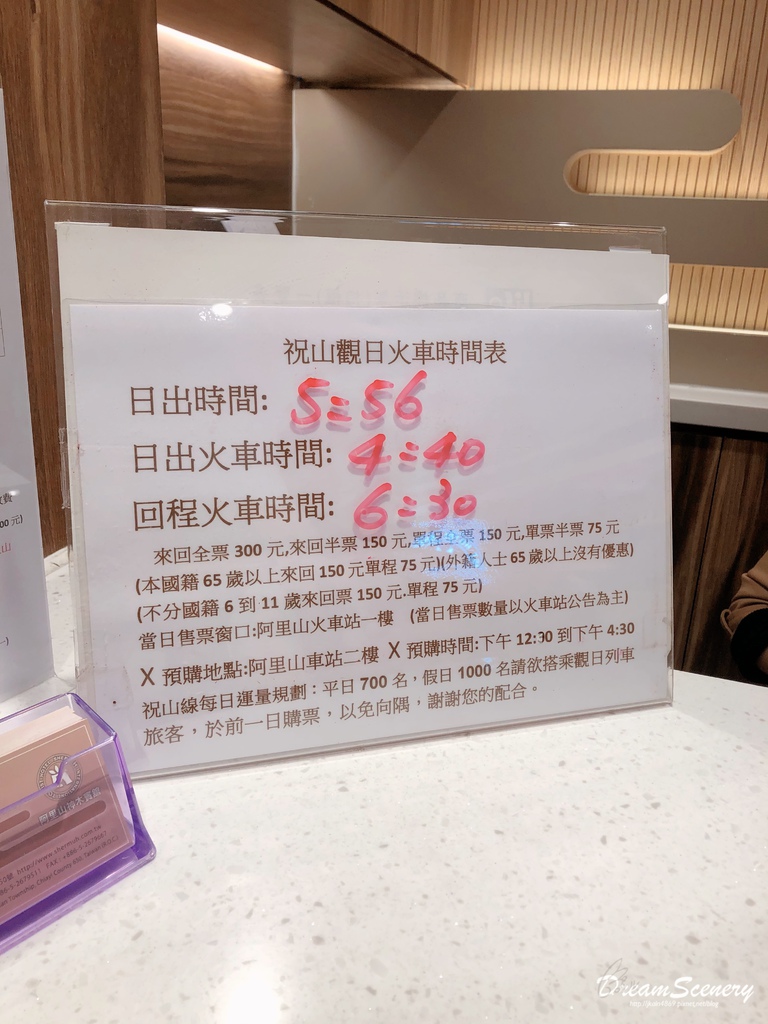 祝山觀日火車時間表
日出時間: 5:56
日出火車時間: 4:40
回程火車時間: 6:30
來回全票 300 元,來回半票 150 元,單程全票 150 元,單票半票 75 元
(本國籍 65 歲以上來回 150 元單程 75 元)(外籍人士 65 歲以上沒有優惠)
(不分國籍 6 到 11 歲來回票 150 元.單程 75 元)
當日售票窗口:阿里山火車站一樓 (當日售票數量以火車站公告為主)
X 預購地點:阿里山車站二樓 X 預購時間:下午 12:30 到下午 4:30
祝山線每日運量規劃：平日 700 名，假日 1000 名請欲搭乘觀日列車
旅客，於前一日購票，以免向隅，謝謝您的配合。
00 元)
阿里山神木賓館
DreamScenery